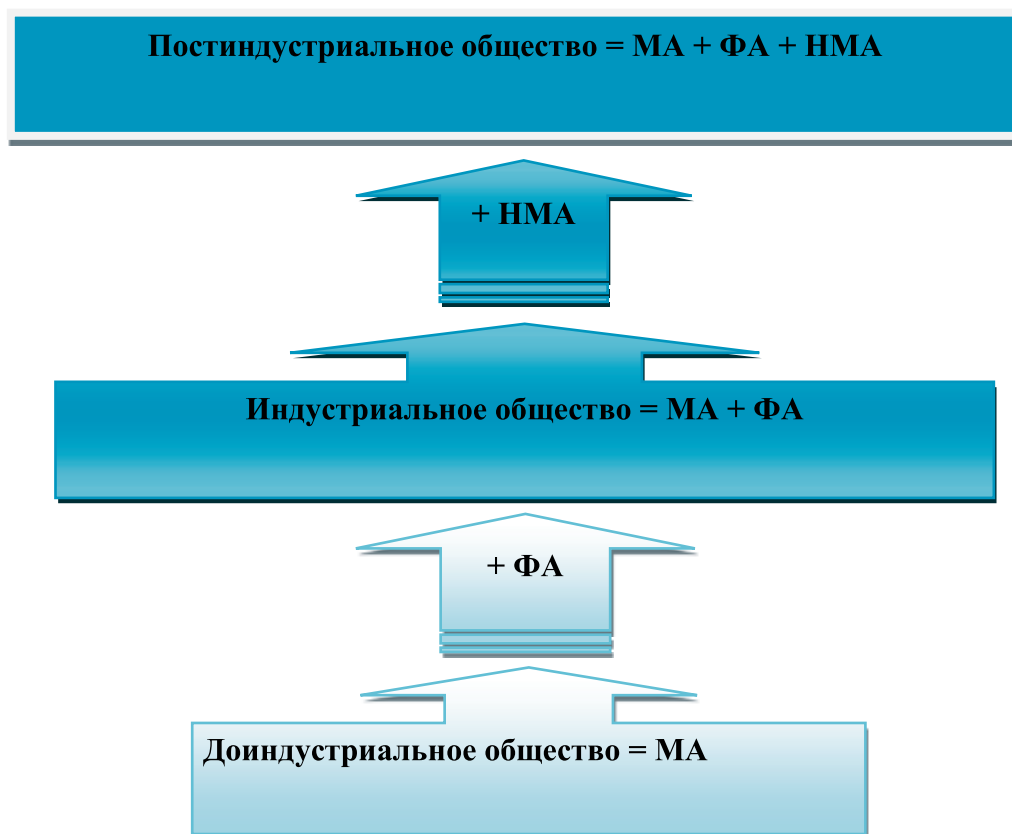 Постиндустриальное общество = МА + ФА + НМА
+ НМА
Индустриальное общество = МА + ФА
+ ФА
Доиндустриальное общество = МА